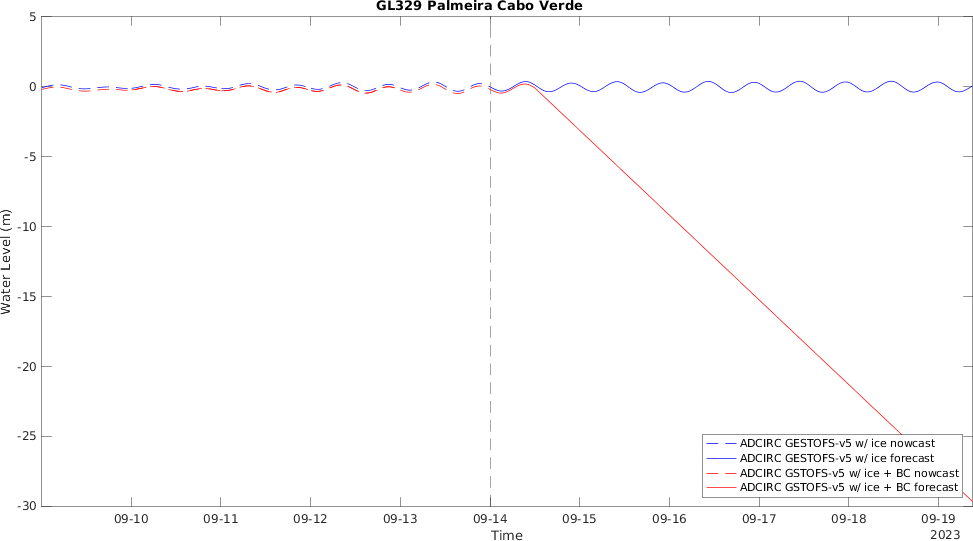 GL329 Palmeira Cabo Verde
5
0
-5
-10
-15
-20
-25
-30
Water Level (m)
ADCIRC GESTOFS-v5 w/ ice nowcast
ADCIRC GESTOFS-v5 w/ ice forecast
ADCIRC GSTOFS-v5 w/ ice + BC nowcast
ADCIRC GSTOFS-v5 w/ ice + BC forecast
09-10 09-11 09-12 09-13 09-14 09-15 09-16 09-17 09-18 09-19
Time 2023